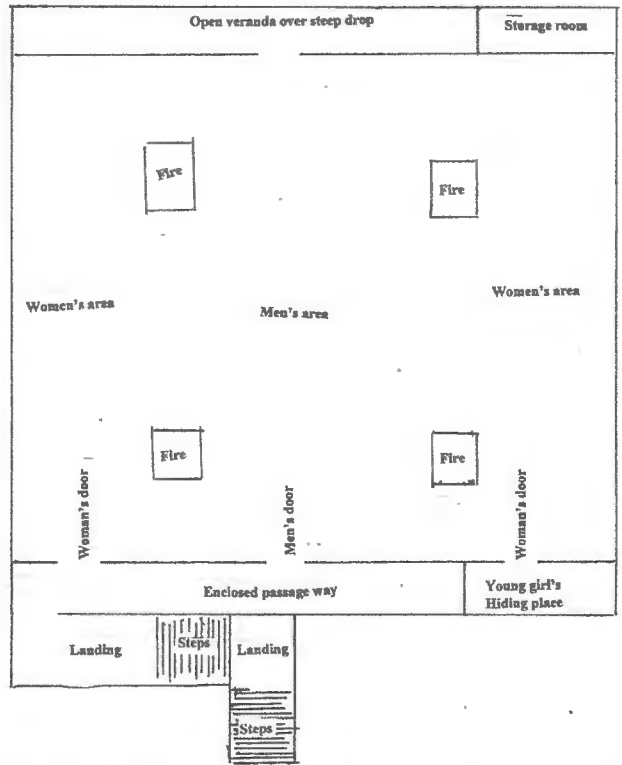 Open veranda over steep drop
Storage room
Fire
Fire
Women's area
Men's area
Women's area
Fire
Fire
Woman's door
Men's door
Woman's door
Enclosed passage way
Young girl's
Hiding place
Landing
Steps
Landing
Steps